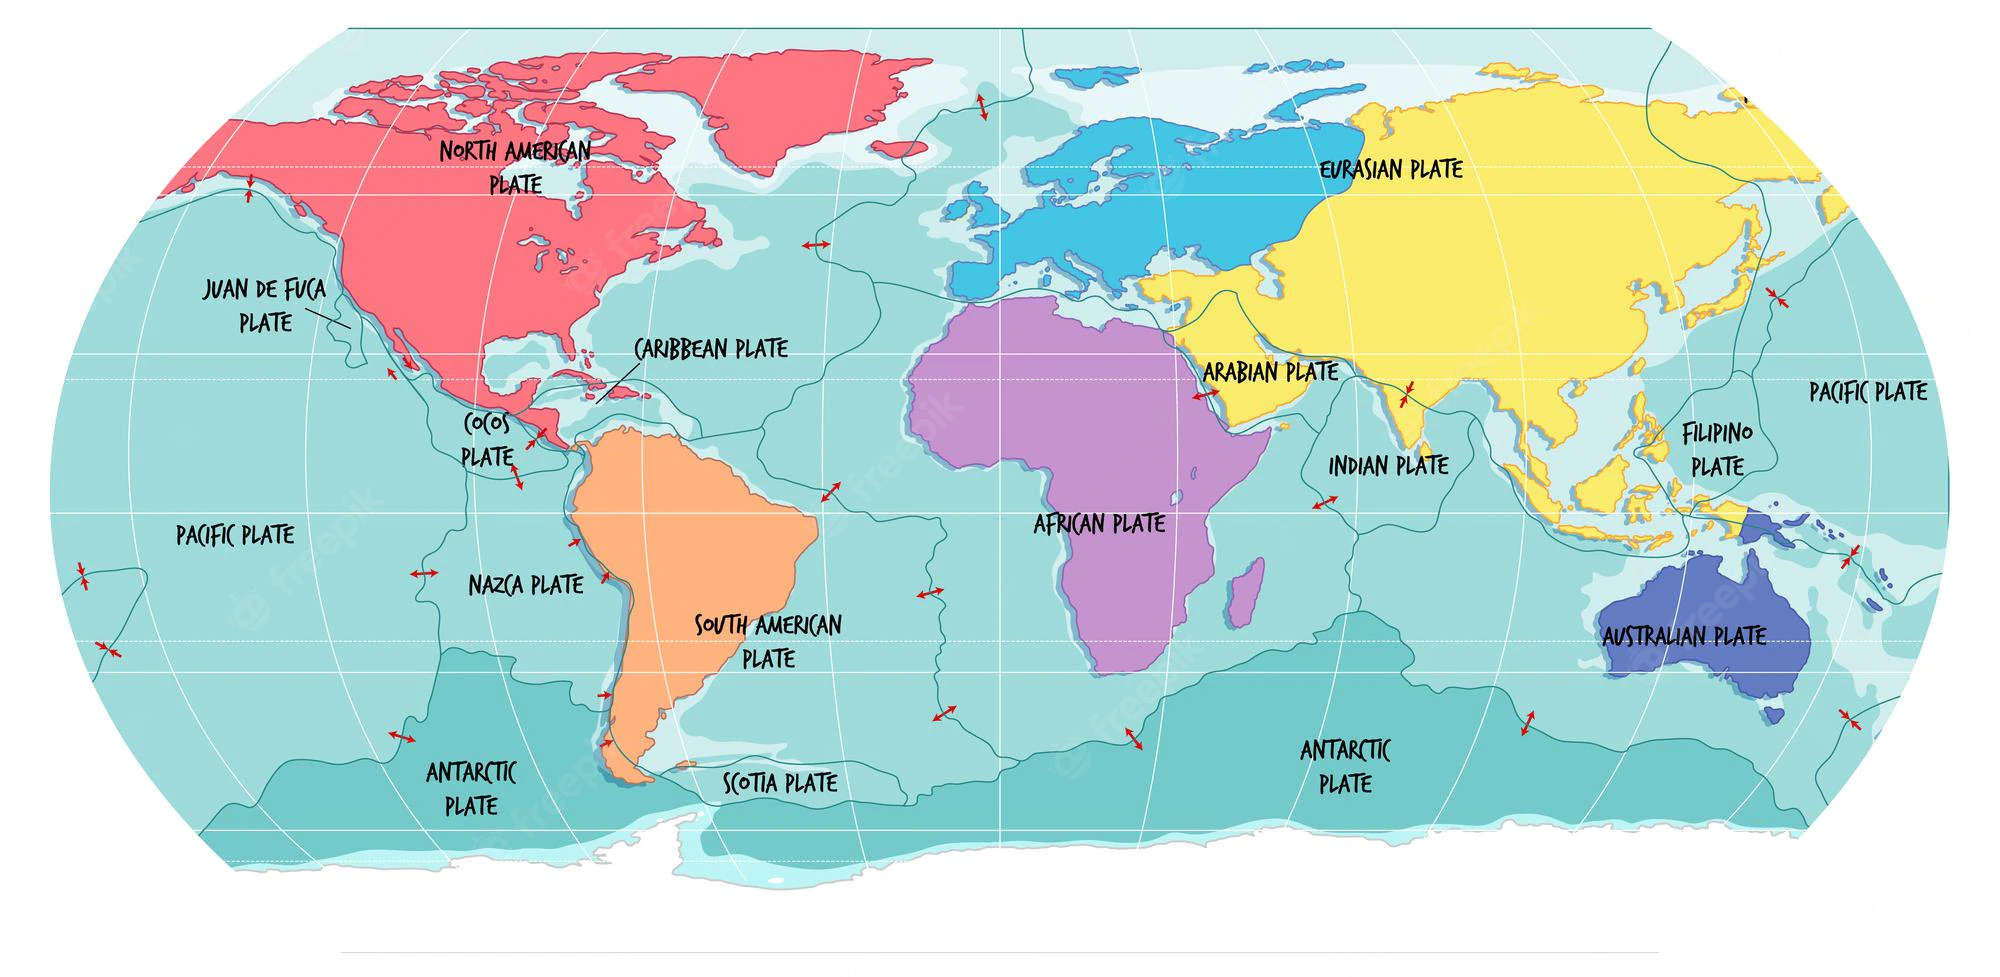 NORTH AMERICAN
PLATE
EURASIAN PLATE
JUAN DE FUCA
PLATE
CARIBBEAN PLATE
ARABIAN PLATE
PACIFIC PLATE
COCOS
PLATE
FILIPINO
PLATE
INDIAN PLATE
PACIFIC PLATE
AFRICAN PLATE
NAZCA PLATE
SOUTH AMERICAN
PLATE
AUSTRALIAN PLATE
ANTARCTIC
PLATE
SCOTIA PLATE
ANTARCTIC
PLATE
freepik